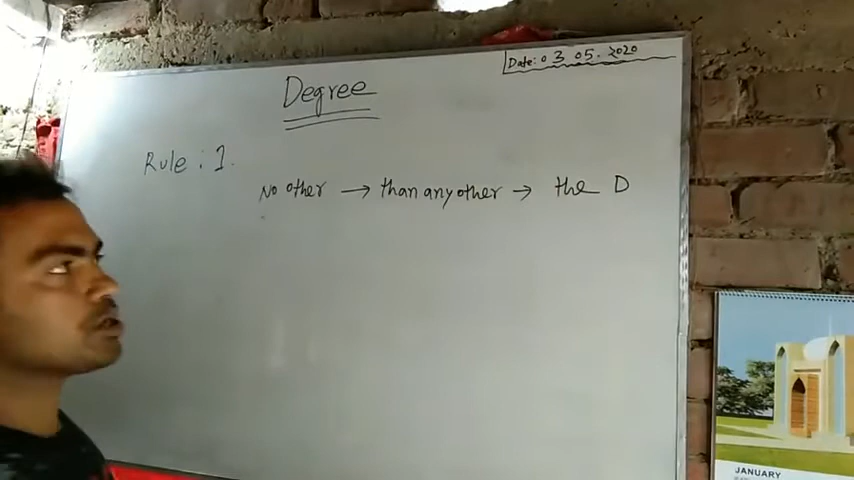 Date: 03.05.2020
Degree
Rule: 1.
No other → than any other → the D
JANUARY